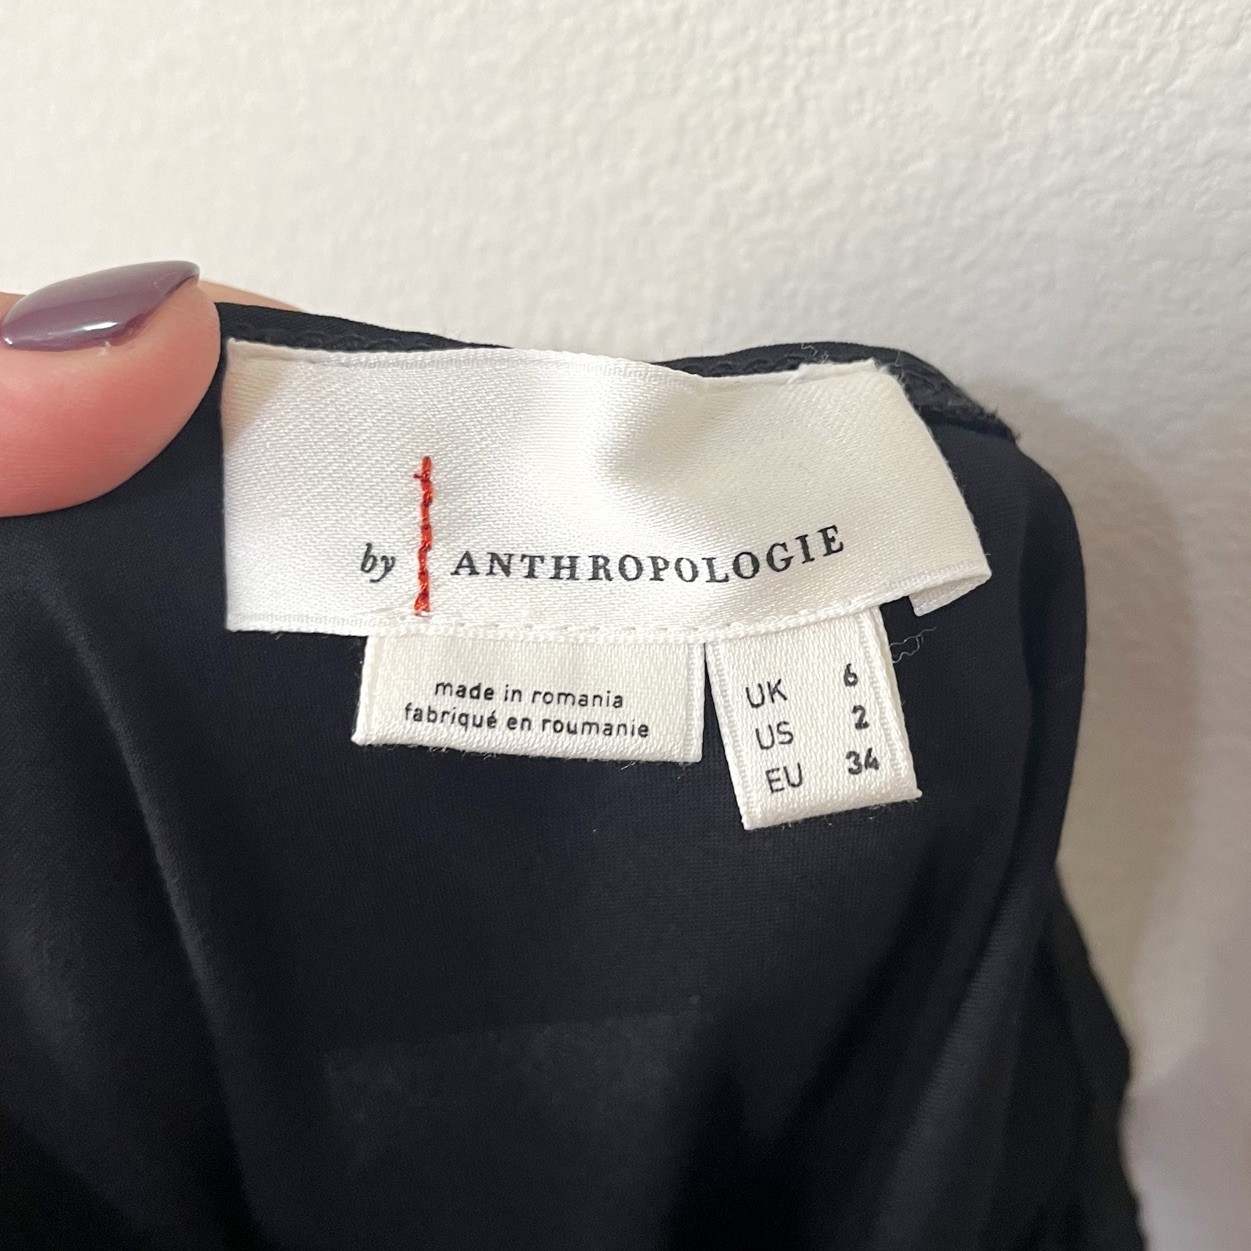 by ANTHROPOLOGIE
made in romania
fabriqué en roumanie
UK 6
US 2
EU 34